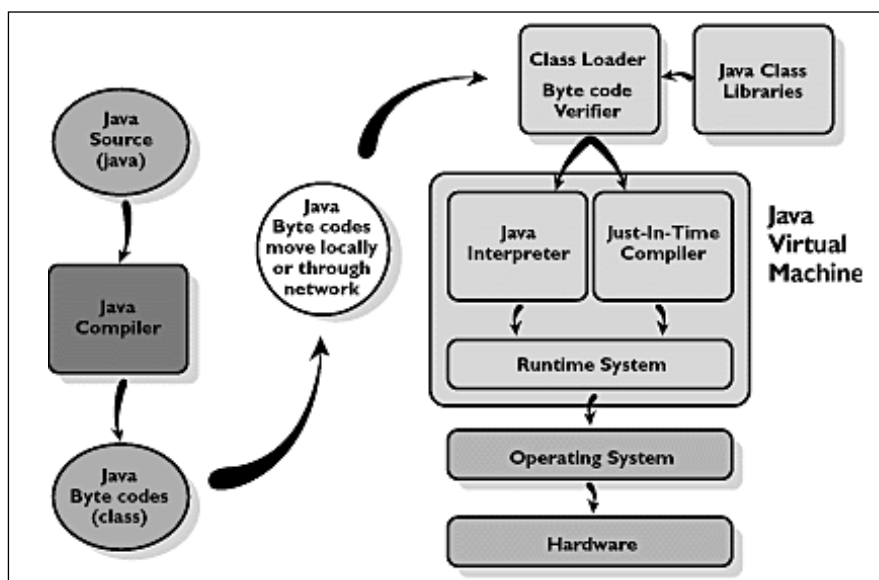 Java
Source
(java)
Java
Compiler
Java
Byte codes
(class)
Java
Byte codes
move locally
or through
network
Class Loader
Byte code
Verifier
Java Class
Libraries
Java
Interpreter
Just-In-Time
Compiler
Runtime System
Java
Virtual
Machine
Operating System
Hardware